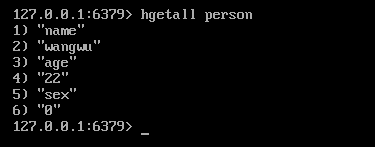 127.0.0.1:6379> hgetall person
1) "name"
2) "wangwu"
3) "age"
4) "22"
5) "sex"
6) "0"
127.0.0.1:6379> _